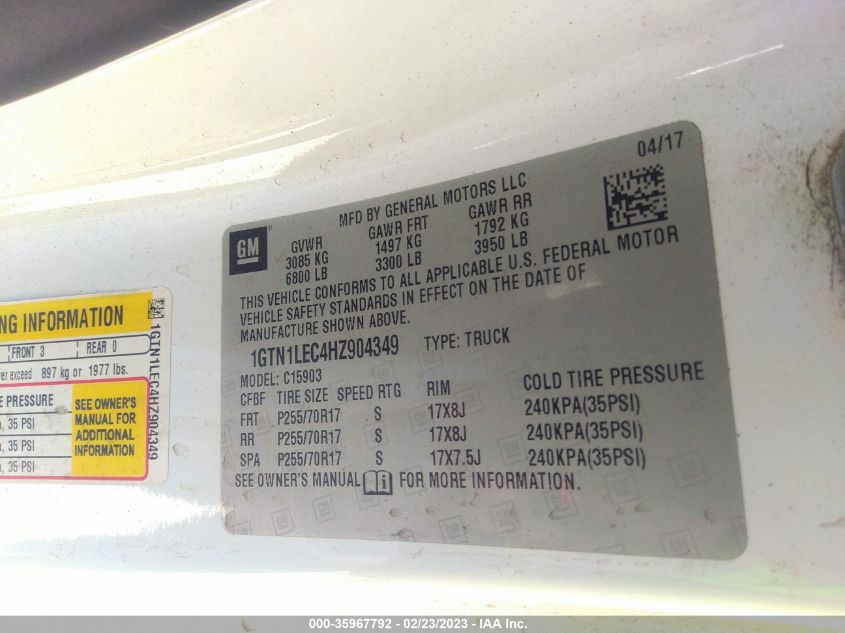 04/17
MFD BY GENERAL MOTORS LLC
GM
GVWR GAWR FRT GAWR RR
3085 KG 1497 KG 1792 KG
6800 LB 3300 LB 3950 LB
THIS VEHICLE CONFORMS TO ALL APPLICABLE U.S. FEDERAL MOTOR
VEHICLE SAFETY STANDARDS IN EFFECT ON THE DATE OF
MANUFACTURE SHOWN ABOVE.
1GTN1LEC4HZ904349 TYPE: TRUCK
MODEL: C15903
CFBF TIRE SIZE SPEED RTG RIM COLD TIRE PRESSURE
FRT P255/70R17 S 17X8J 240KPA(35PSI)
RR P255/70R17 S 17X8J 240KPA(35PSI)
SPA P255/70R17 S 17X7.5J 240KPA(35PSI)
SEE OWNER'S MANUAL i FOR MORE INFORMATION.
NG INFORMATION
FRONT 3 REAR 0
ver exceed 897 kg or 1977 lbs.
E PRESSURE
, 35 PSI
, 35 PSI
, 35 PSI
SEE OWNER'S
MANUAL FOR
ADDITIONAL
INFORMATION
1GTN1LEC4HZ904349
000-35967792 - 02/23/2023 - IAA Inc.